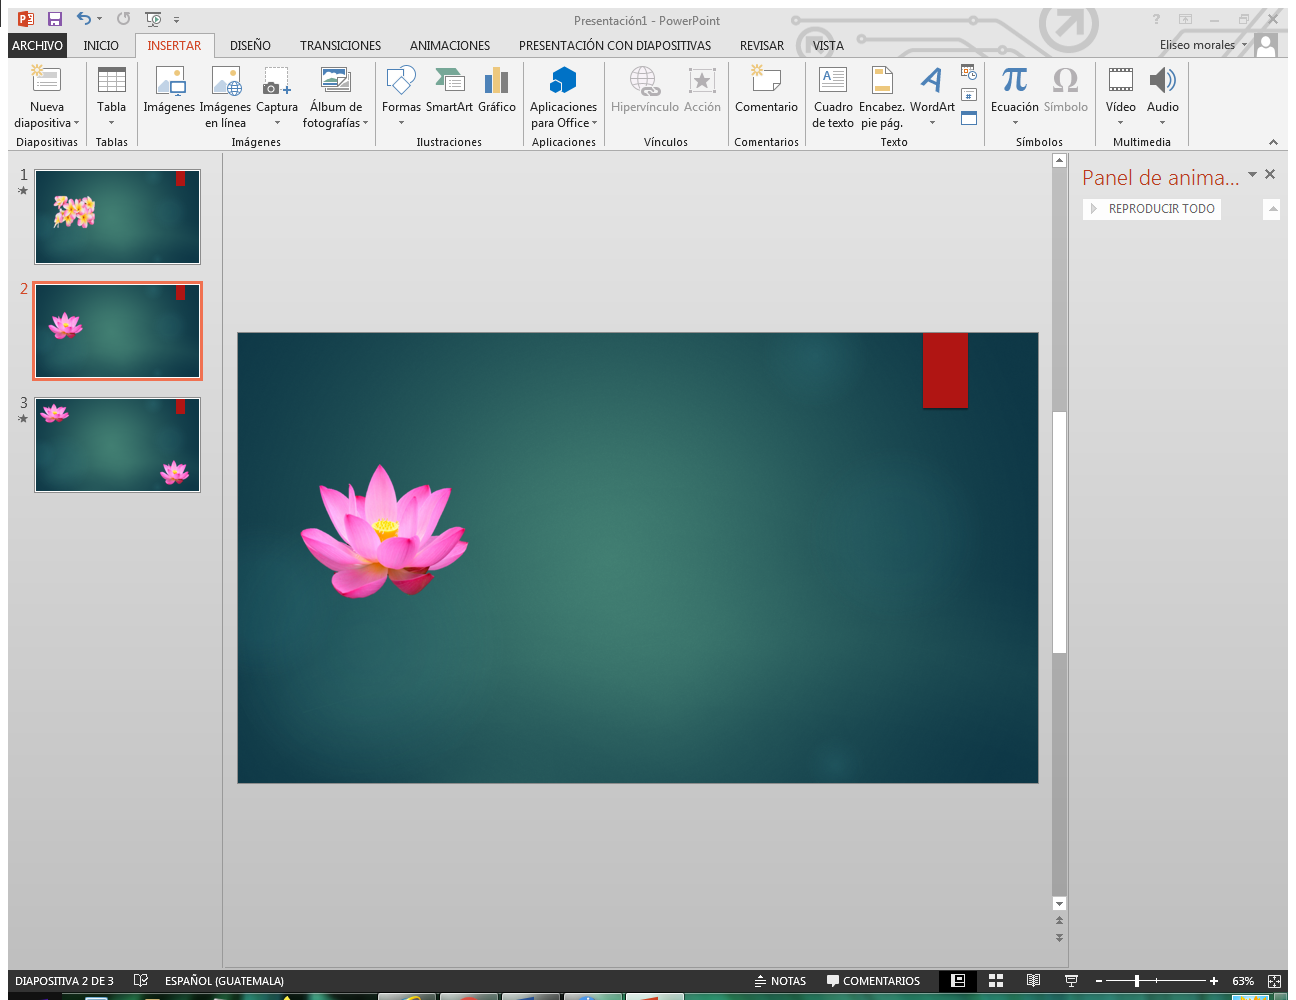 Presentación1 - PowerPoint
?
ARCHIVO INICIO INSERTAR DISEÑO TRANSICIONES ANIMACIONES PRESENTACIÓN CON DIAPOSITIVAS REVISAR VISTA Eliseo morales
Nueva diapositiva
Tabla
Imágenes
Imágenes en línea
Captura
Álbum de fotografías
Formas
SmartArt
Gráfico
Aplicaciones para Office
Hipervínculo
Acción
Comentario
Cuadro de texto
Encabez. pie pág.
WordArt
Ecuación
Símbolo
Vídeo
Audio
Diapositivas Tablas Imágenes Ilustraciones Aplicaciones Vínculos Comentarios Texto Símbolos Multimedia
1
2
3
Panel de anima...
REPRODUCIR TODO
DIAPOSITIVA 2 DE 3 ESPAÑOL (GUATEMALA) NOTAS COMENTARIOS 63%